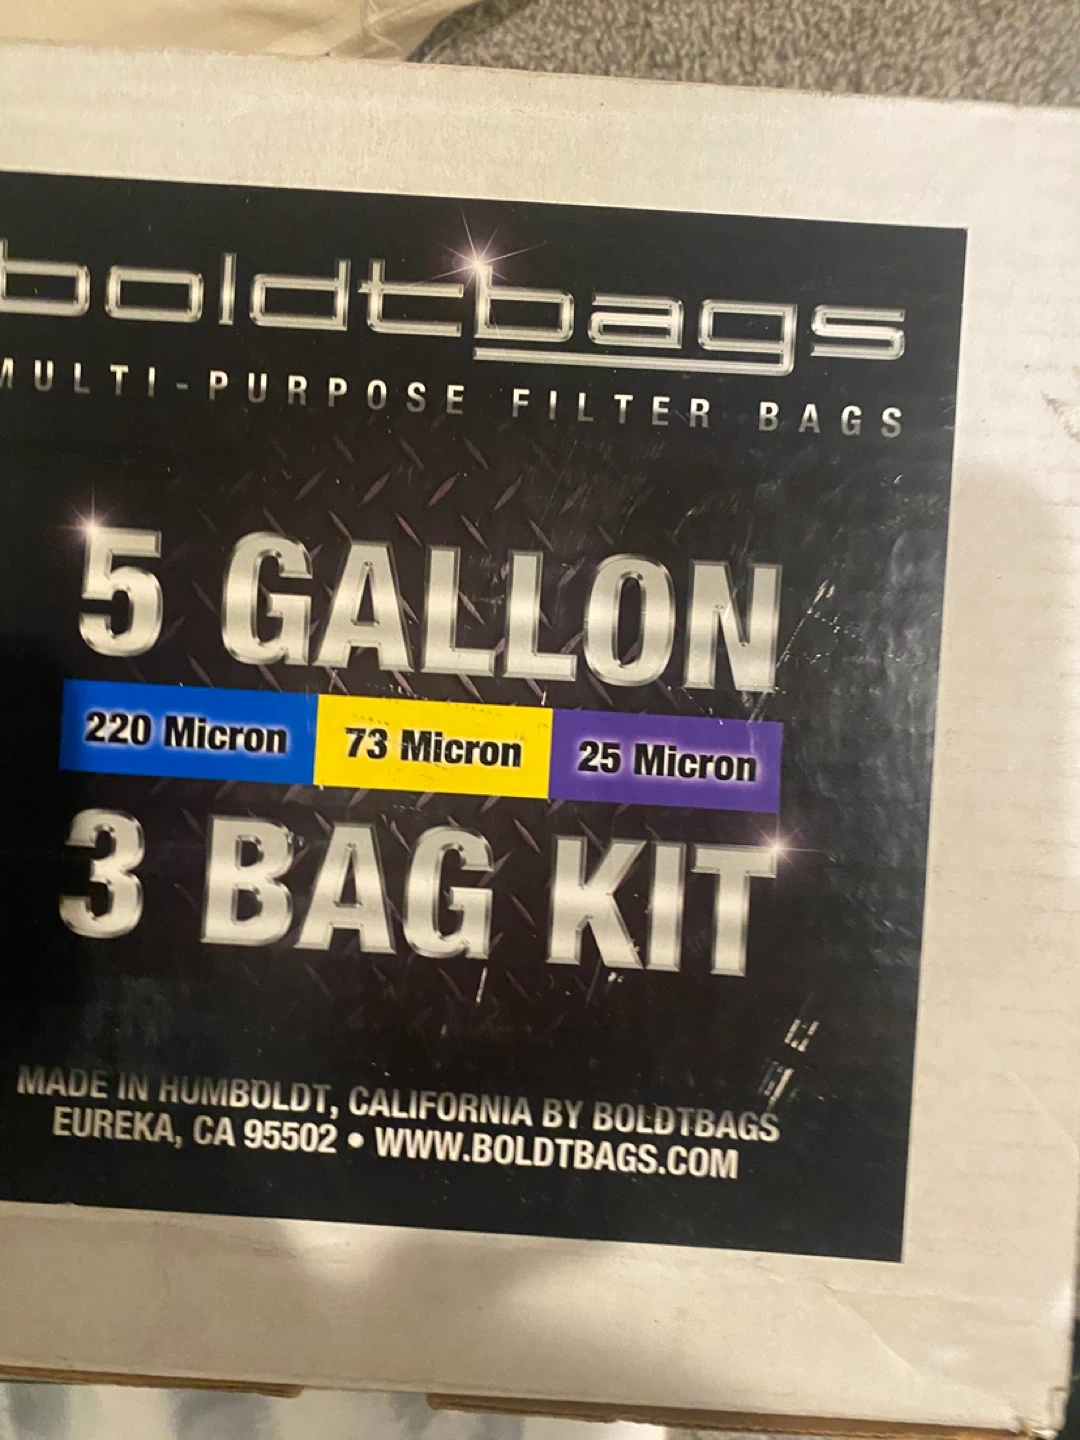 boldtbags
MULTI-PURPOSE FILTER BAGS
5 GALLON
220 Micron 73 Micron 25 Micron
3 BAG KIT
MADE IN HUMBOLDT, CALIFORNIA BY BOLDTBAGS
EUREKA, CA 95502 • WWW.BOLDTBAGS.COM